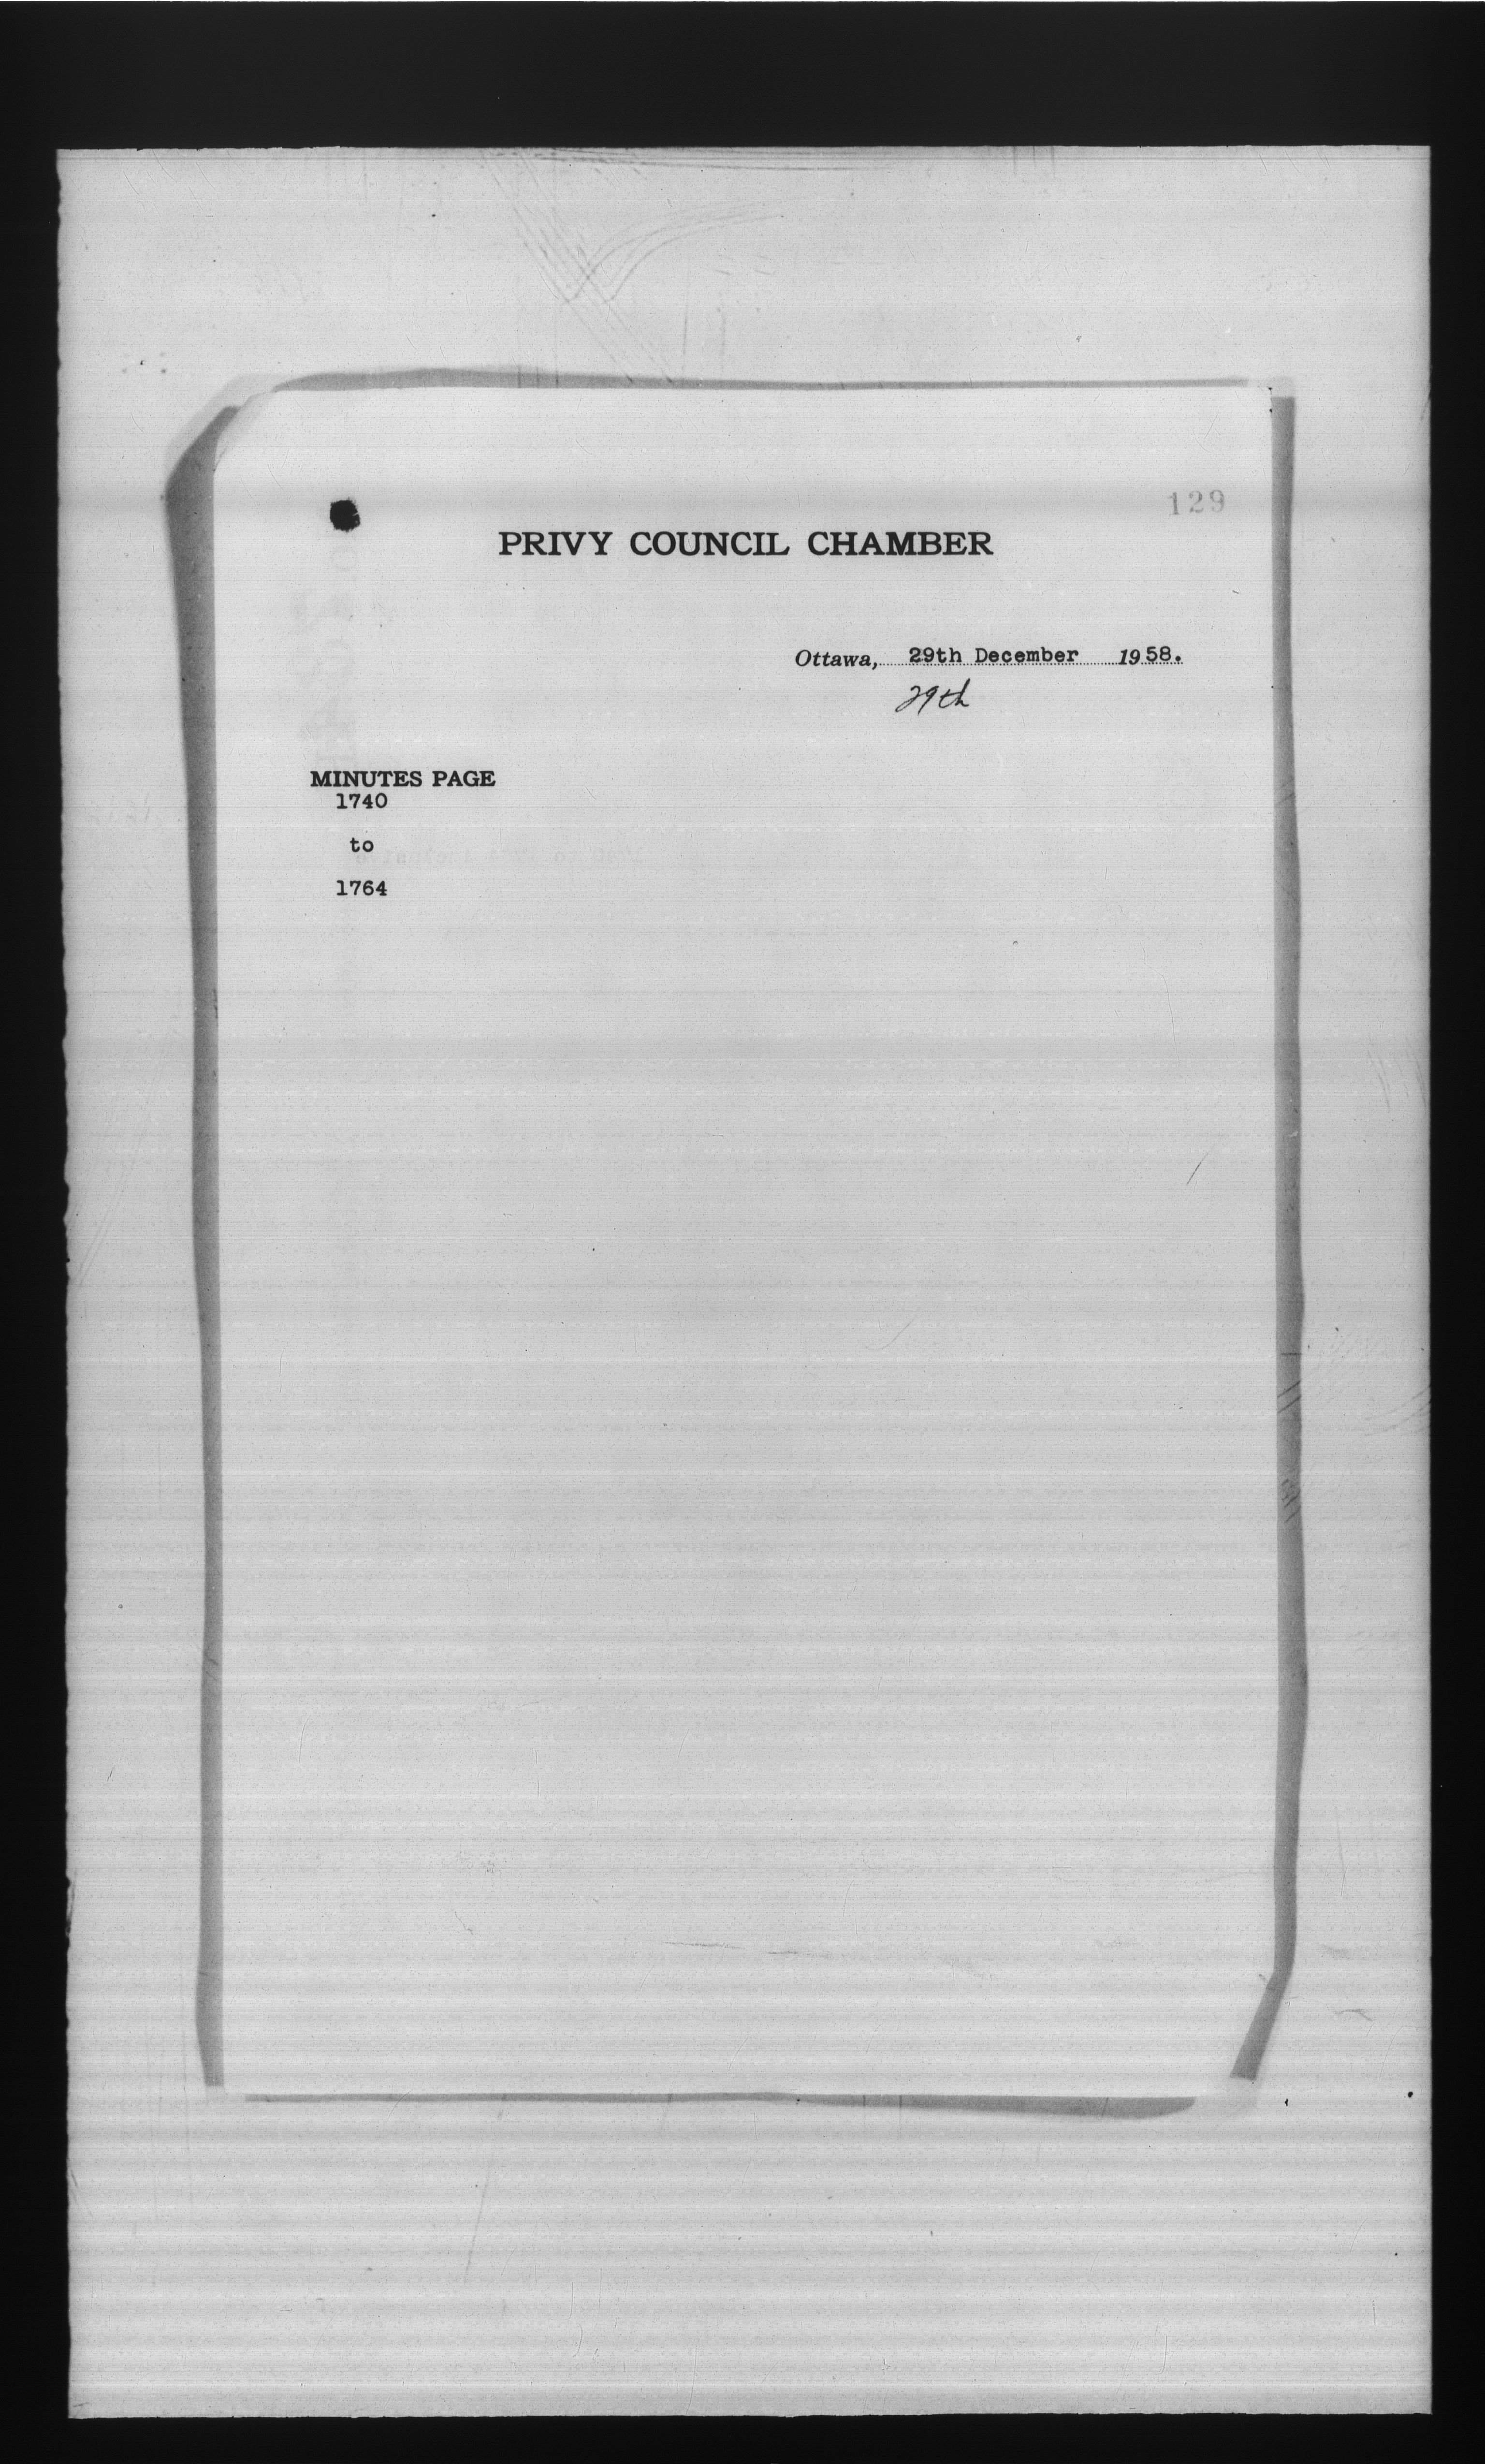 129
PRIVY COUNCIL CHAMBER
Ottawa, 29th December 1958.
29th
MINUTES PAGE
1740
to
1764